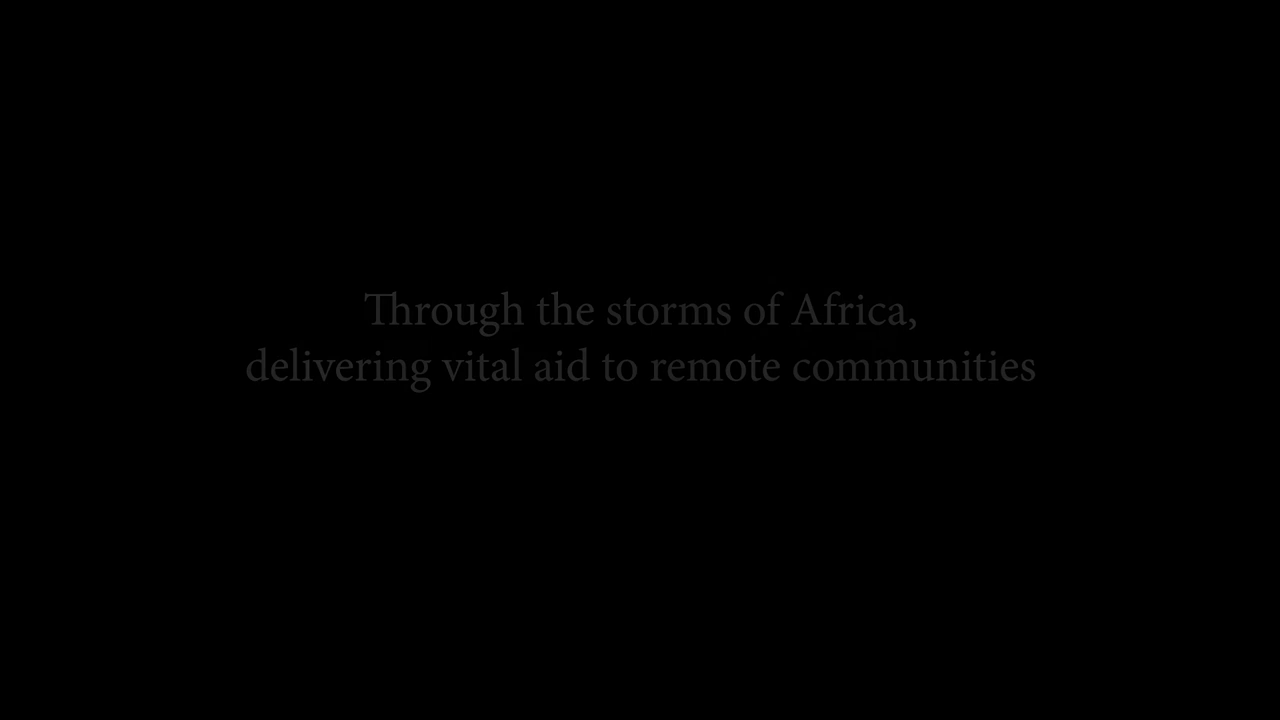 Through the storms of Africa,
delivering vital aid to remote communities